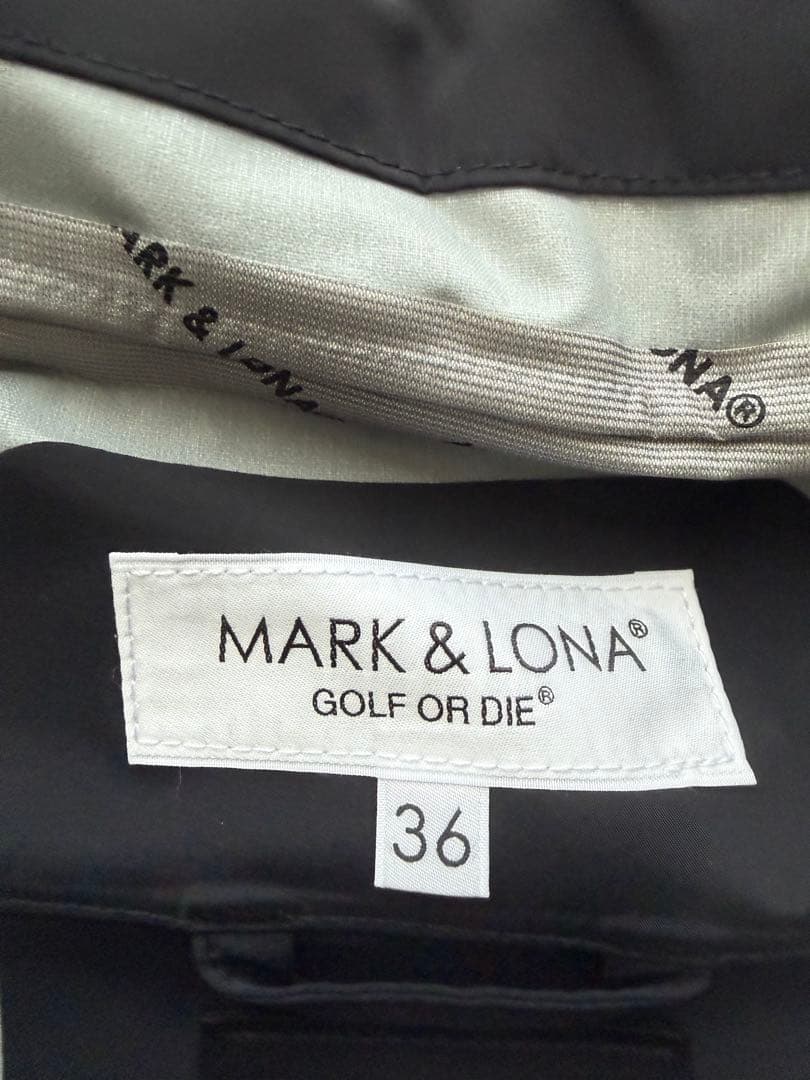 ARK & LONA
NA®
MARK & LONA®
GOLF OR DIE®
36